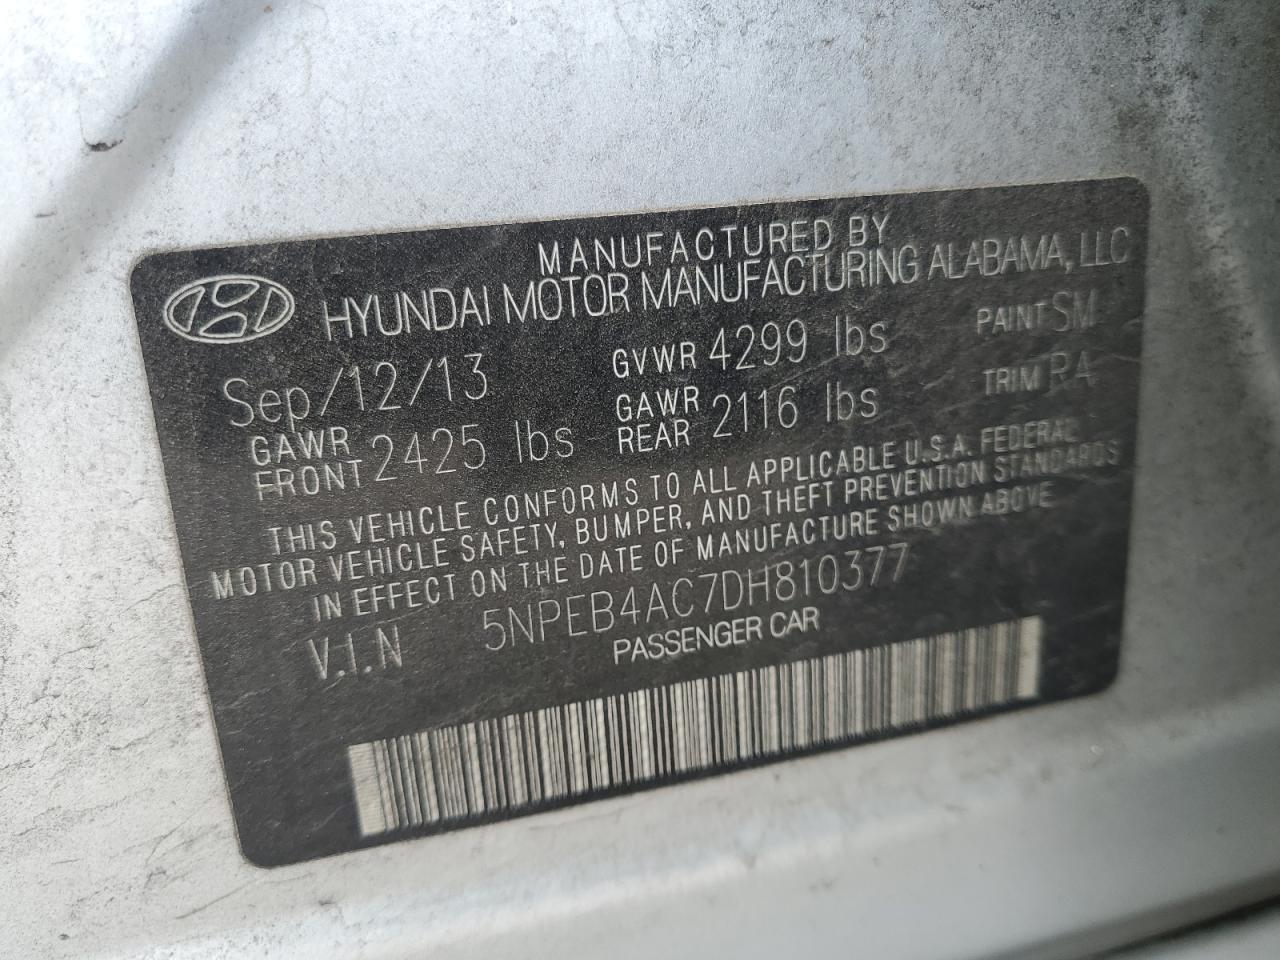 MANUFACTURED BY
HYUNDAI MOTOR MANUFACTURING ALABAMA, LLC
Sep/12/13 GVWR 4299 lbs PAINT SM
GAWR FRONT 2425 lbs GAWR REAR 2116 lbs TRIM RA
THIS VEHICLE CONFORMS TO ALL APPLICABLE U.S.A. FEDERAL
MOTOR VEHICLE SAFETY, BUMPER, AND THEFT PREVENTION STANDARDS
IN EFFECT ON THE DATE OF MANUFACTURE SHOWN ABOVE
V.I.N 5NPEB4AC7DH810377
PASSENGER CAR